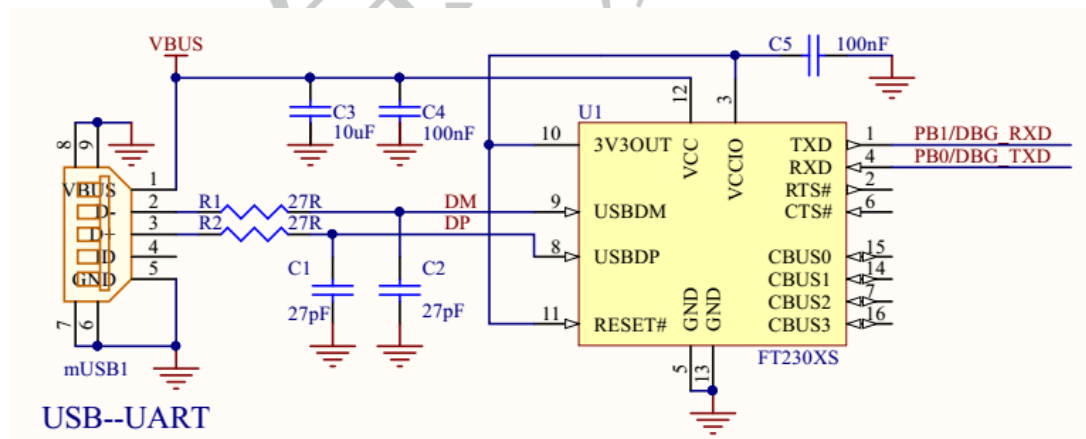 VBUS
C5
100nF
12
3
C3
10uF
C4
100nF
U1
8
9
10
3V3OUT
VCC
VCCIO
TXD
1
PB1/DBG_RXD
RXD
4
PB0/DBG_TXD
VBUS
1
RTS#
2
D-
2
R1
27R
DM
9
USBDM
CTS#
6
D+
3
R2
27R
DP
8
USBDP
ID
4
CBUS0
15
GND
5
C1
27pF
C2
27pF
CBUS1
14
CBUS2
7
11
RESET#
GND
GND
CBUS3
16
7
6
5
13
FT230XS
mUSB1
USB--UART